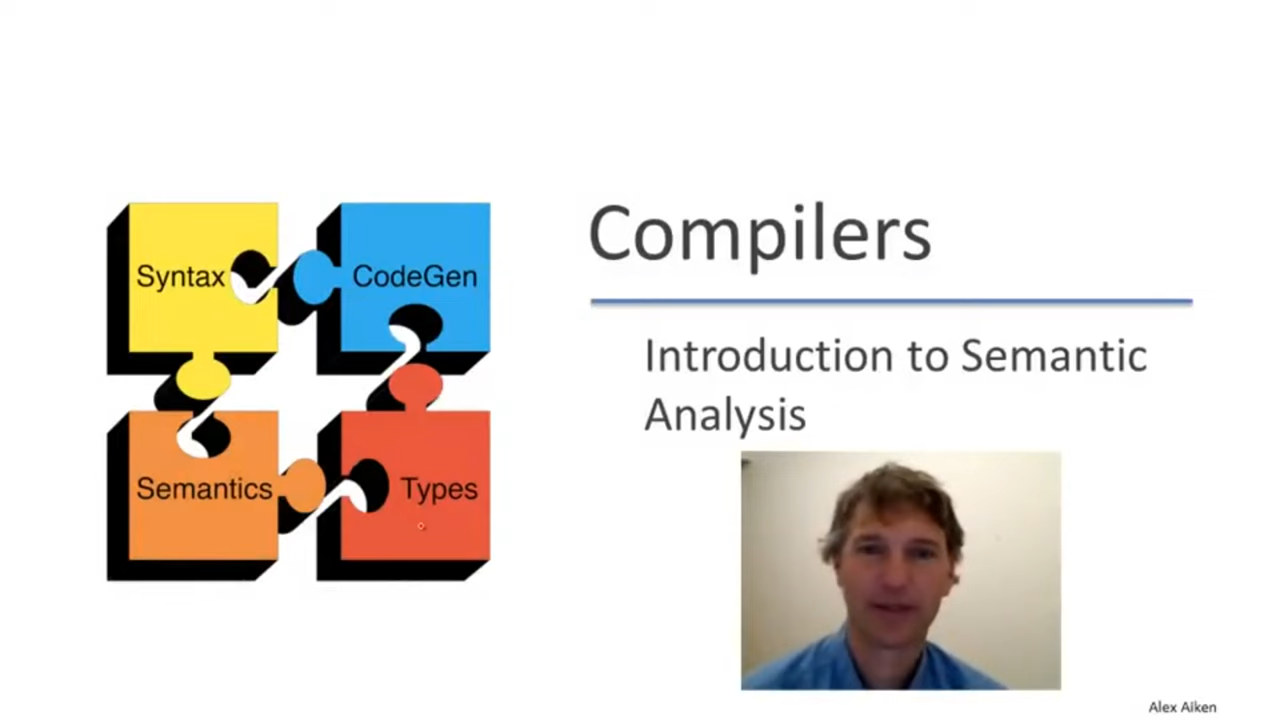 Syntax
CodeGen
Semantics
Types
Compilers
Introduction to Semantic
Analysis
Alex Aiken